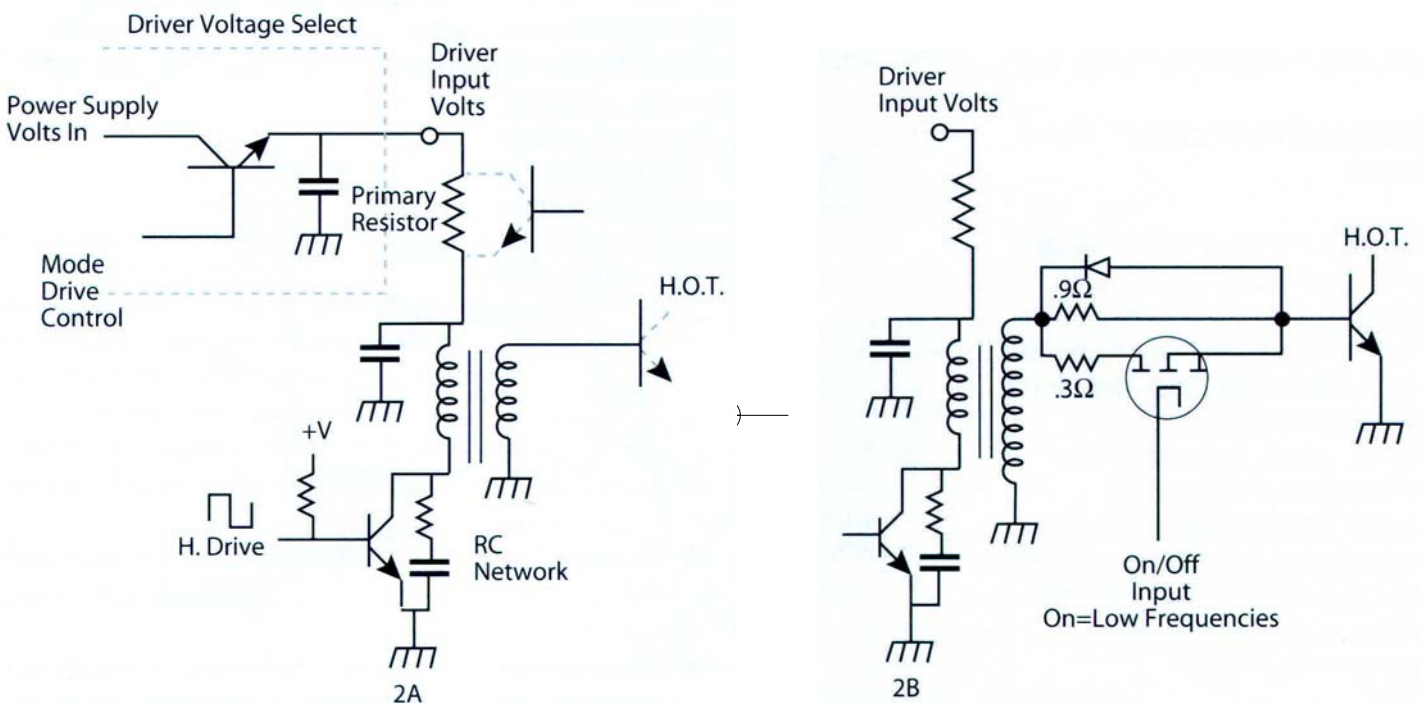 Driver Voltage Select
Driver
Input
Volts
Power Supply
Volts In
Primary
Resistor
Mode
Drive
Control
H.O.T.
+V
H. Drive
RC
Network
2A
)
Driver
Input Volts
H.O.T.
.9Ω
.3Ω
On/Off
Input
On=Low Frequencies
2B